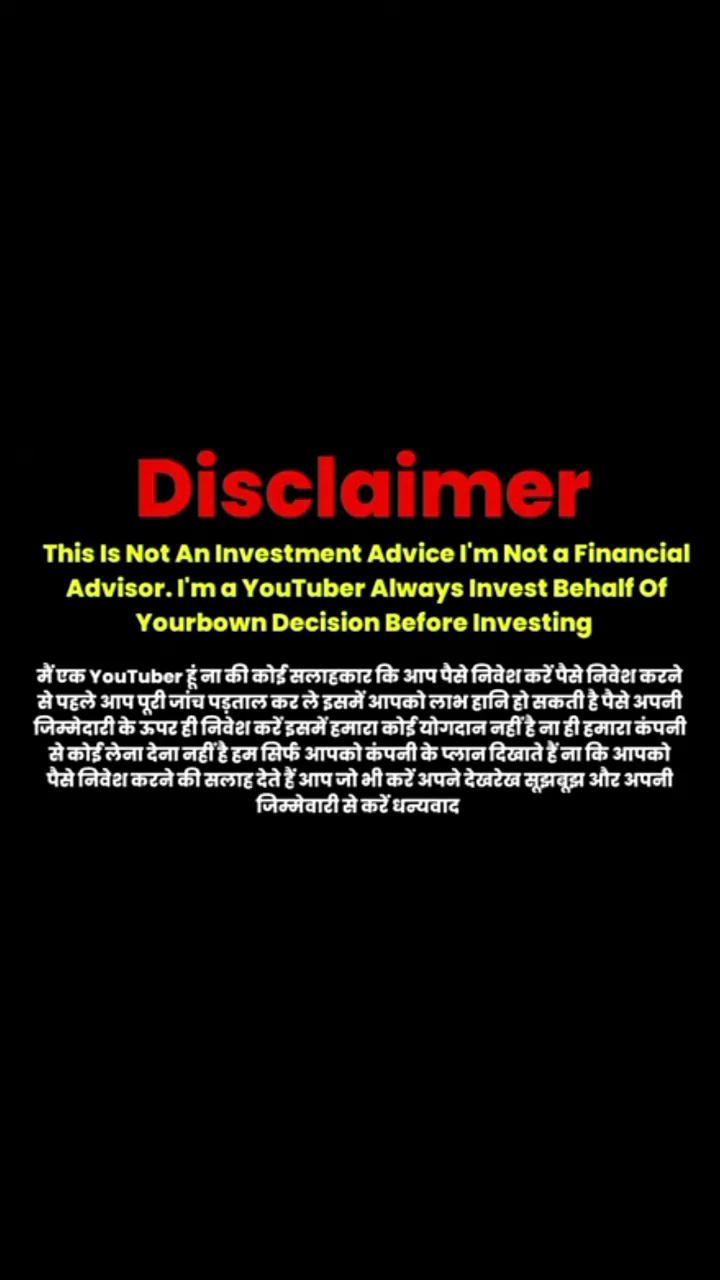 Disclaimer
This Is Not An Investment Advice I'm Not a Financial
Advisor. I'm a YouTuber Always Invest Behalf Of
Yourbown Decision Before Investing
मैं एक YouTuber हूं ना की कोई सलाहकार कि आप पैसे निवेश करें पैसे निवेश करने
से पहले आप पूरी जांच पड़ताल कर ले इसमें आपको लाभ हानि हो सकती है पैसे अपनी
जिम्मेदारी के ऊपर ही निवेश करें इसमें हमारा कोई योगदान नहीं है ना ही हमारा कंपनी
से कोई लेना देना नहीं है हम सिर्फ आपको कंपनी के प्लान दिखाते हैं ना कि आपको
पैसे निवेश करने की सलाह देते हैं आप जो भी करें अपने देखरेख सूझबूझ और अपनी
जिम्मेवारी से करें धन्यवाद